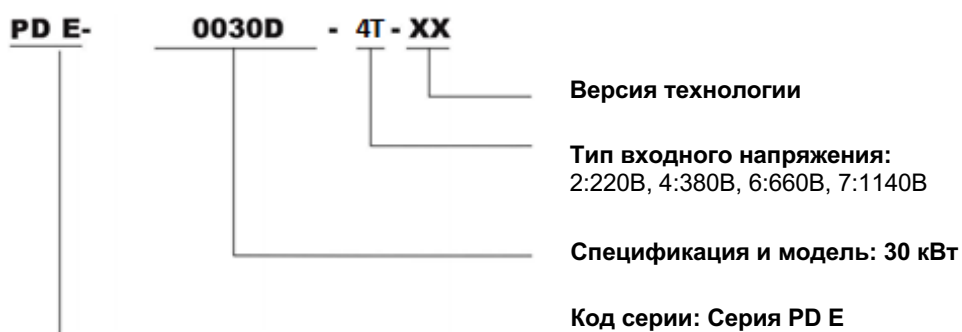 PD E- 0030D - 4T - XX
Версия технологии
Тип входного напряжения:
2:220В, 4:380В, 6:660В, 7:1140В
Спецификация и модель: 30 кВт
Код серии: Серия PD E